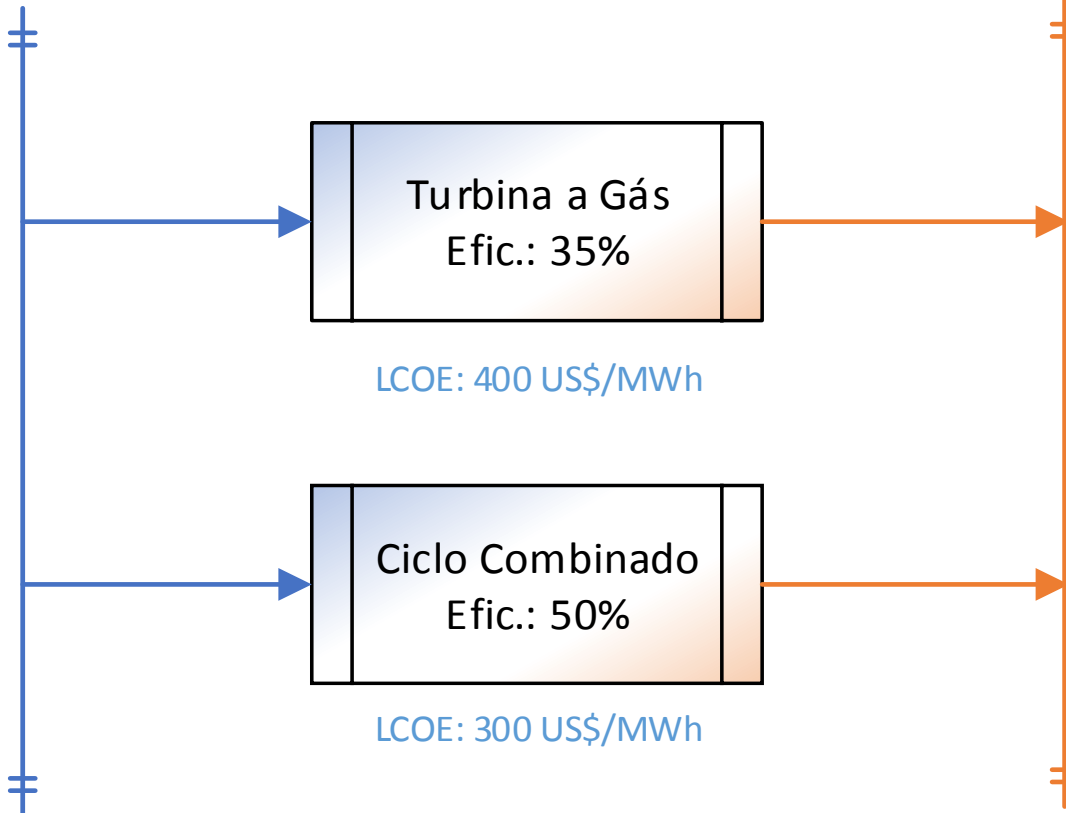 Turbina a Gás
Efic.: 35%
LCOE: 400 US$/MWh
Ciclo Combinado
Efic.: 50%
LCOE: 300 US$/MWh